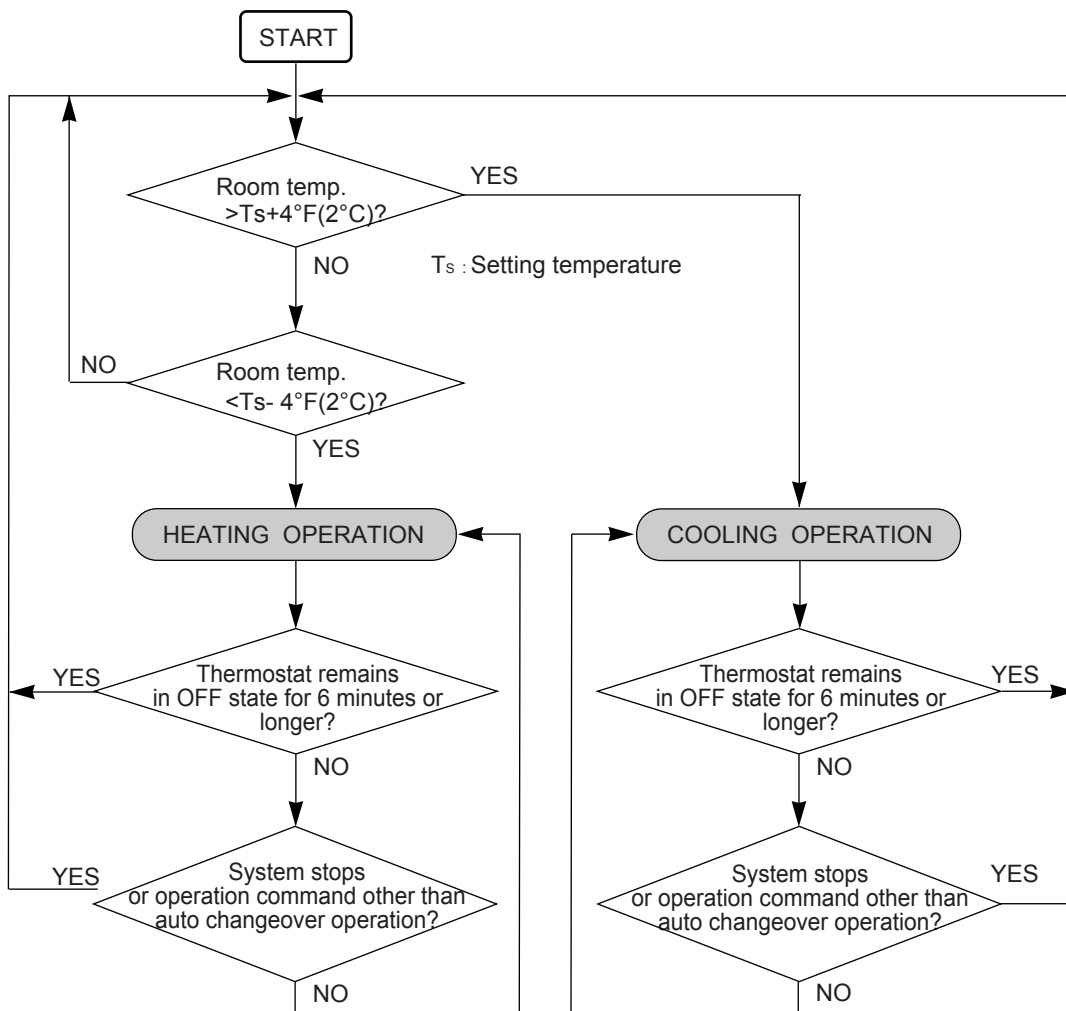 START
Room temp.
>Ts+4°F(2°C)?
YES
NO
Ts : Setting temperature
Room temp.
<Ts- 4°F(2°C)?
NO
YES
HEATING OPERATION
COOLING OPERATION
Thermostat remains
in OFF state for 6 minutes or
longer?
YES
NO
Thermostat remains
in OFF state for 6 minutes or
longer?
YES
NO
System stops
or operation command other than
auto changeover operation?
YES
NO
System stops
or operation command other than
auto changeover operation?
YES
NO